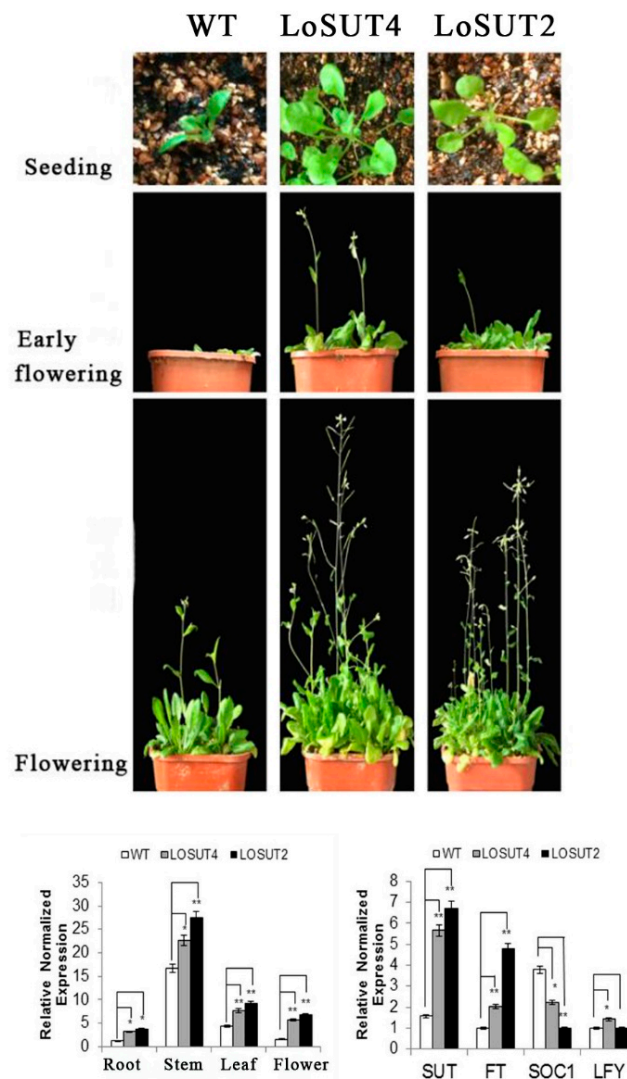 WT LoSUT4 LoSUT2
Seeding
Early
flowering
Flowering
WT LOSUT4 LOSUT2
Relative Normalized
Expression
35
30
25
20
15
10
5
0
* *
* **
** **
** **
Root Stem Leaf Flower
WT LOSUT4 LOSUT2
Relative Normalized
Expression
8
7
6
5
4
3
2
1
0
** **
** **
* **
*
SUT FT SOC1 LFY